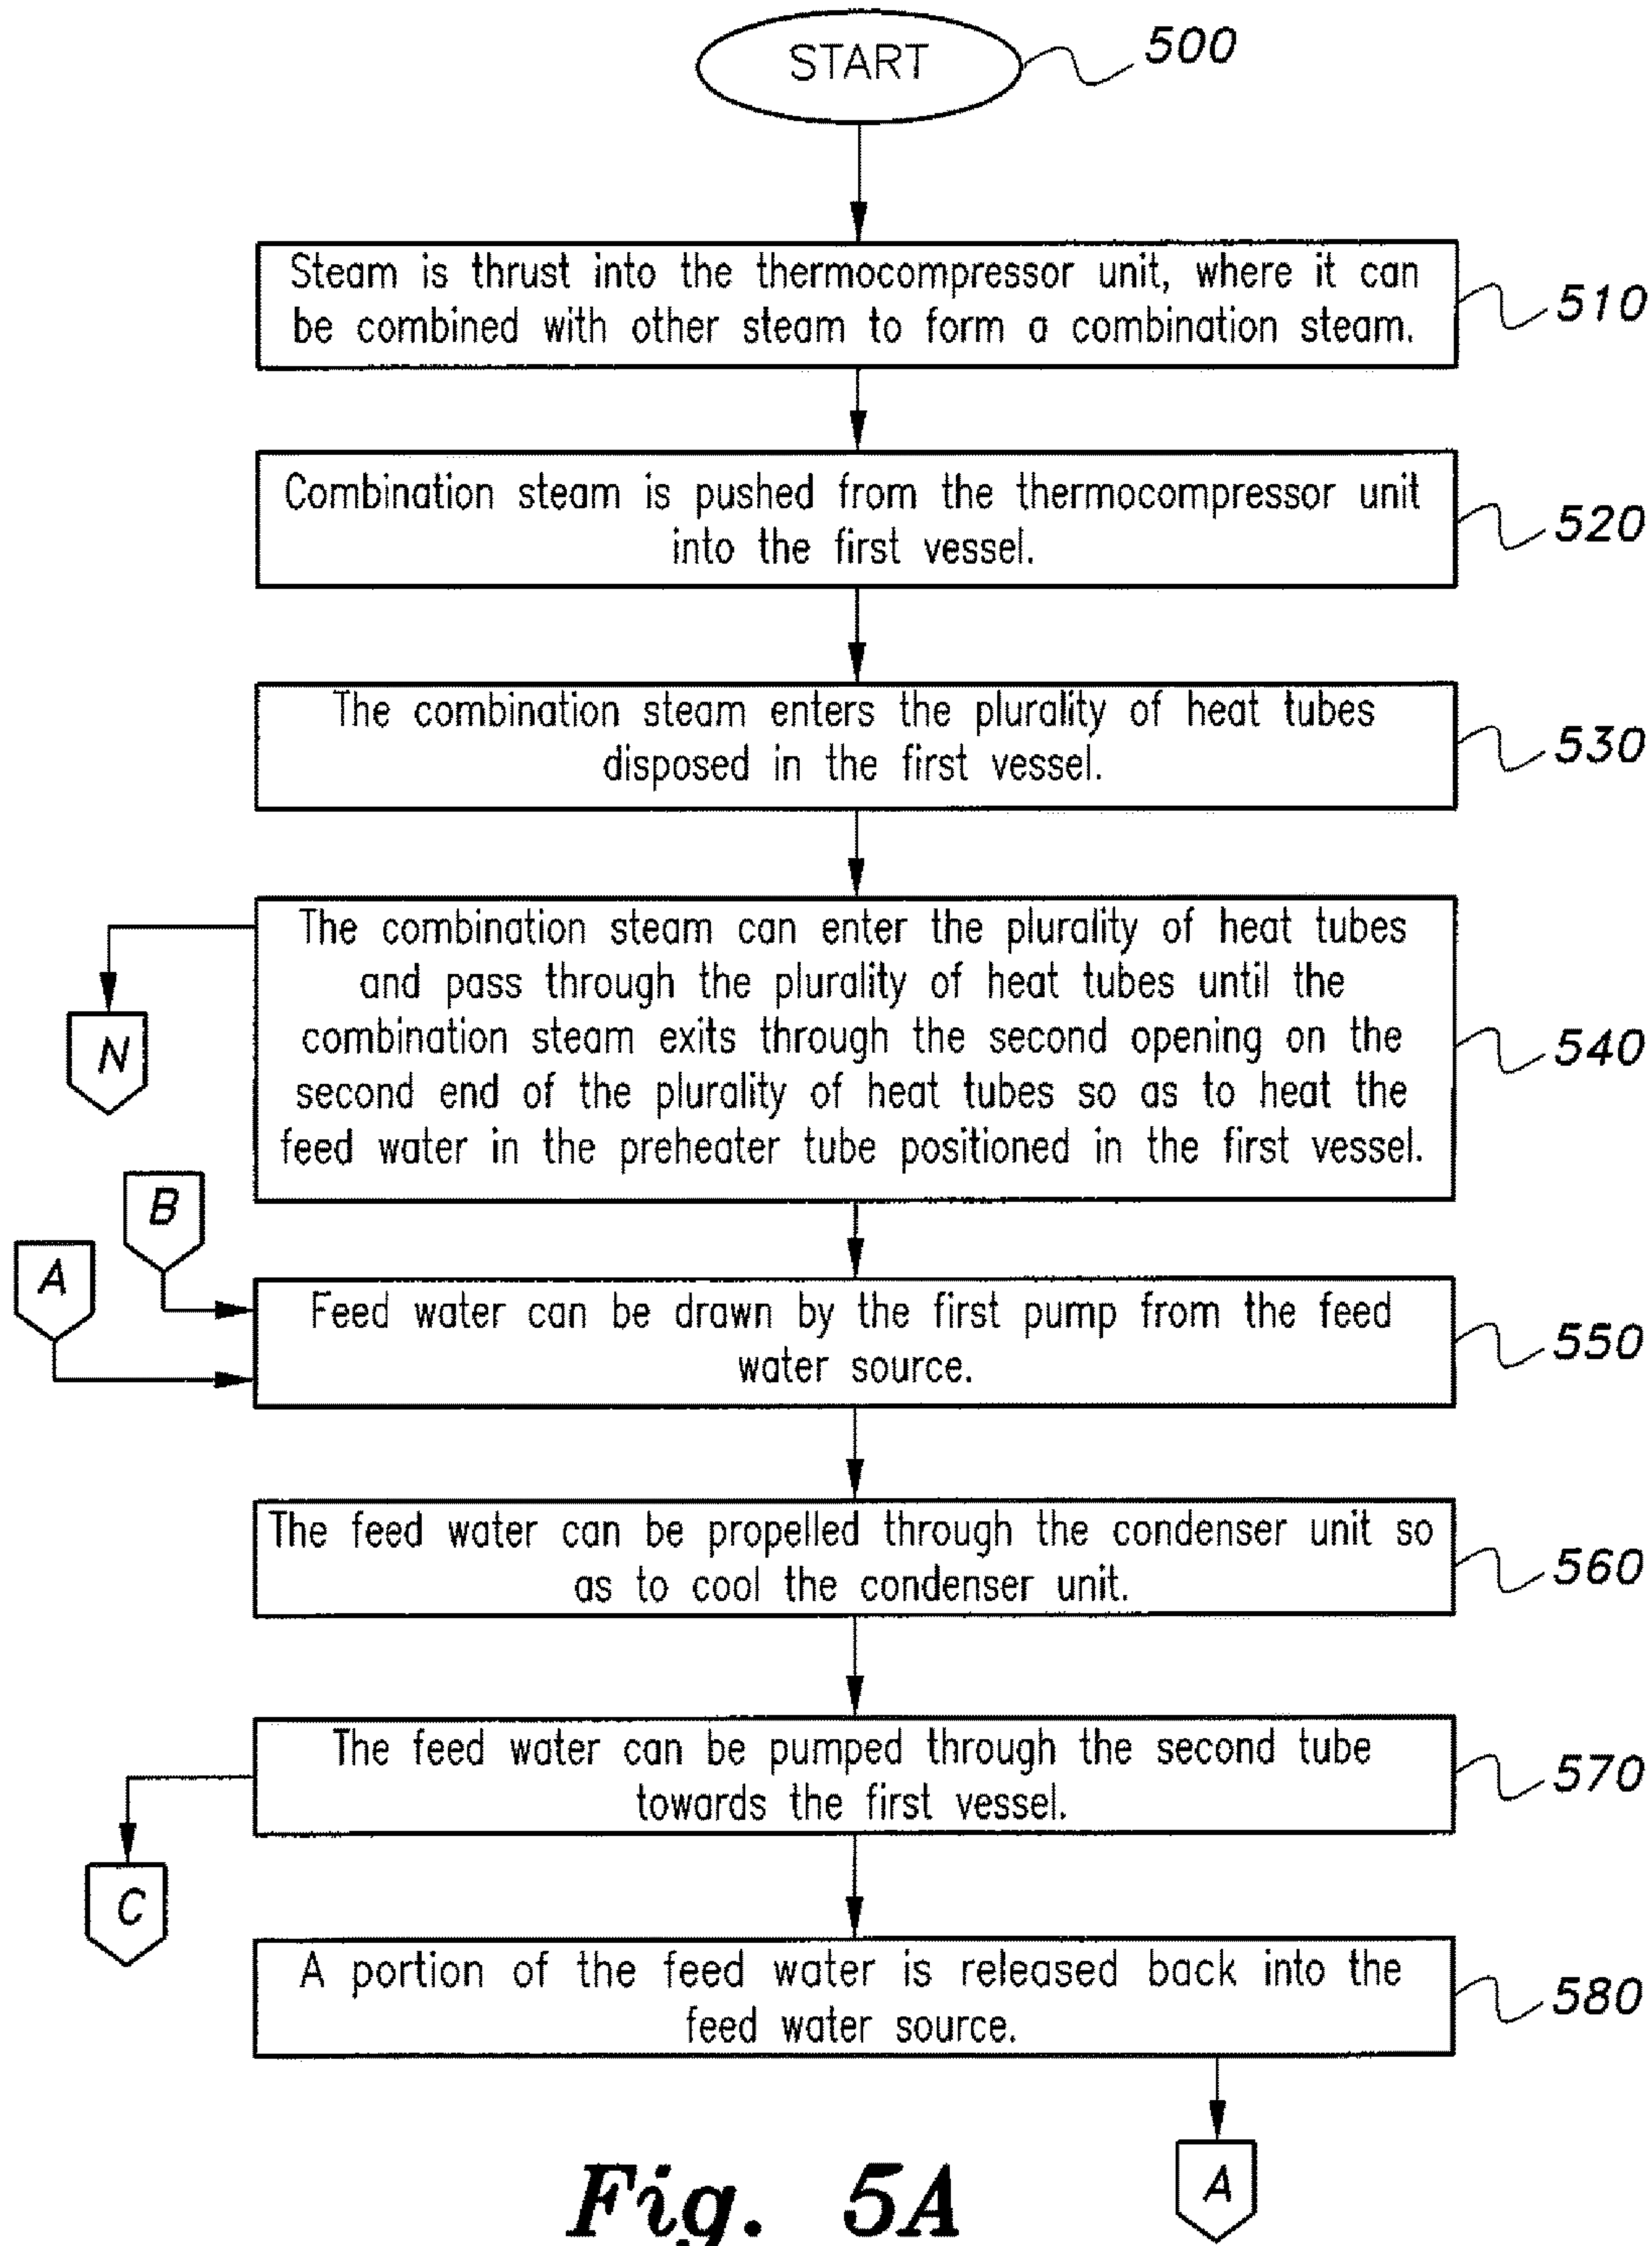 START
500
Steam is thrust into the thermocompressor unit, where it can
be combined with other steam to form a combination steam.
510
Combination steam is pushed from the thermocompressor unit
into the first vessel.
520
The combination steam enters the plurality of heat tubes
disposed in the first vessel.
530
The combination steam can enter the plurality of heat tubes
and pass through the plurality of heat tubes until the
combination steam exits through the second opening on the
second end of the plurality of heat tubes so as to heat the
feed water in the preheater tube positioned in the first vessel.
540
N
B
A
Feed water can be drawn by the first pump from the feed
water source.
550
The feed water can be propelled through the condenser unit so
as to cool the condenser unit.
560
The feed water can be pumped through the second tube
towards the first vessel.
570
C
A portion of the feed water is released back into the
feed water source.
580
A
Fig. 5A